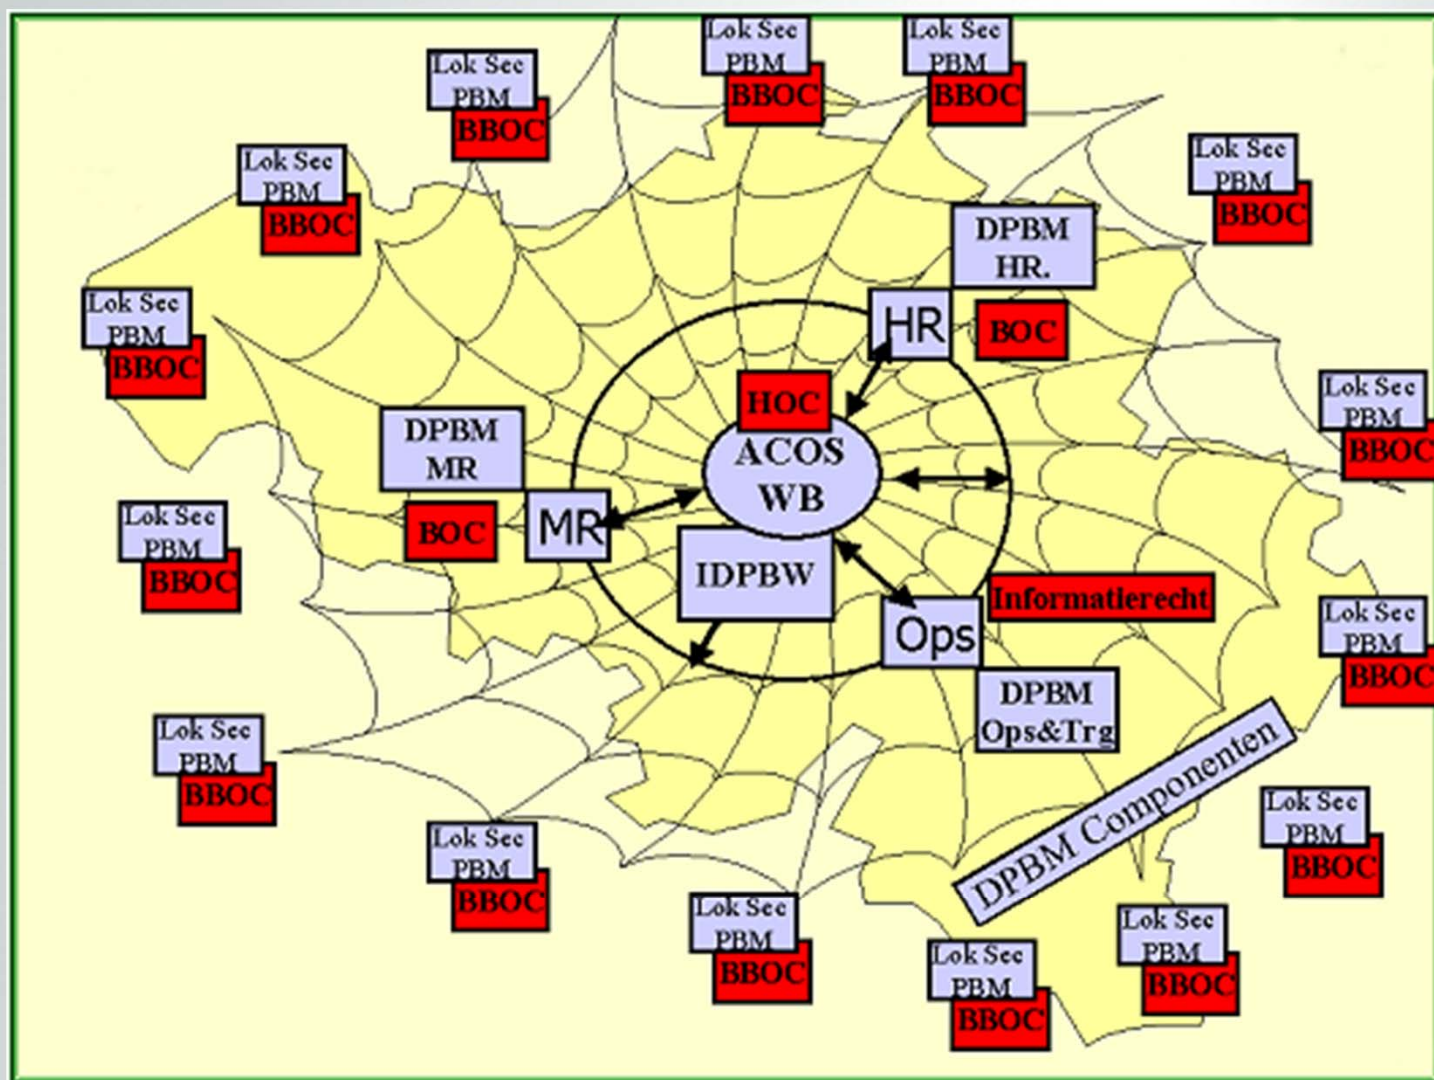 Lok Sec
PBM
BBOC
Lok Sec
PBM
BBOC
Lok Sec
PBM
BBOC
Lok Sec
PBM
BBOC
Lok Sec
PBM
BBOC
DPBM
HR.
HR
BOC
Lok Sec
PBM
BBOC
HOC
ACOS
WB
Lok Sec
PBM
BBOC
DPBM
MR
BOC
MR
IDPBW
Informatierecht
Ops
DPBM
Ops&Trg
Lok Sec
PBM
BBOC
Lok Sec
PBM
BBOC
DPBM Componenten
Lok Sec
PBM
BBOC
Lok Sec
PBM
BBOC
Lok Sec
PBM
BBOC
Lok Sec
PBM
BBOC
Lok Sec
PBM
BBOC
Lok Sec
PBM
BBOC